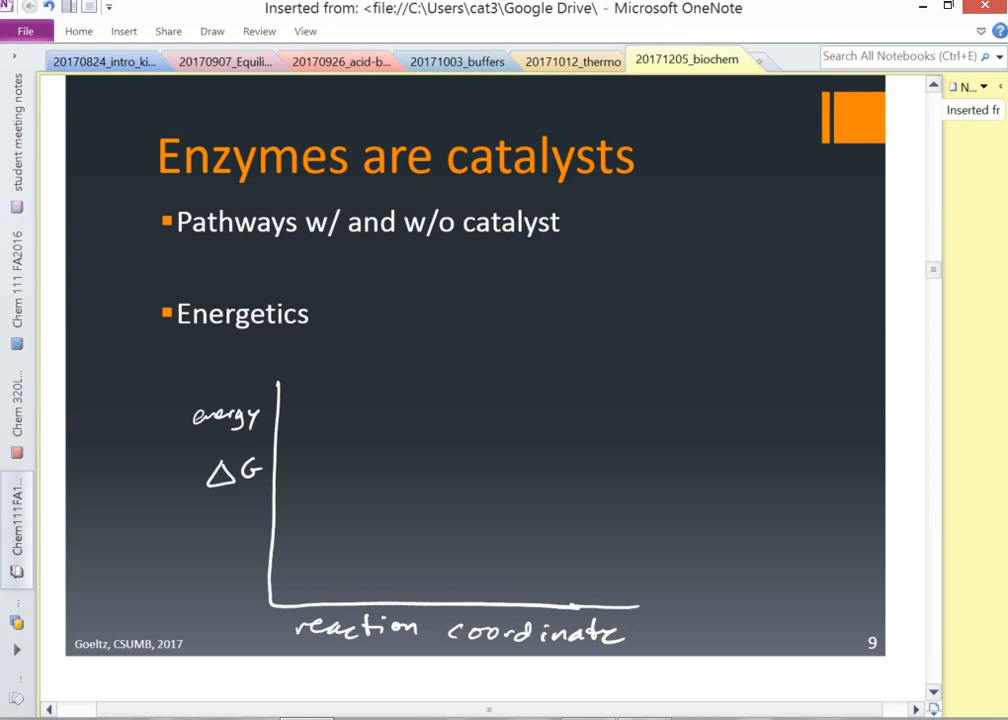 Inserted from: <file://C:\Users\cat3\Google Drive\ - Microsoft OneNote
File Home Insert Share Draw Review View
20170824_intro_ki... 20170907_Equili... 20170926_acid-b... 20171003_buffers 20171012_thermo 20171205_biochem
Search All Notebooks (Ctrl+E)
N...
Inserted fr
student meeting notes
Chem 111 FA2016
Chem 320L
Chem111FA1...
Enzymes are catalysts
Pathways w/ and w/o catalyst
Energetics
energy
ΔG
reaction coordinate
Goeltz, CSUMB, 2017
9